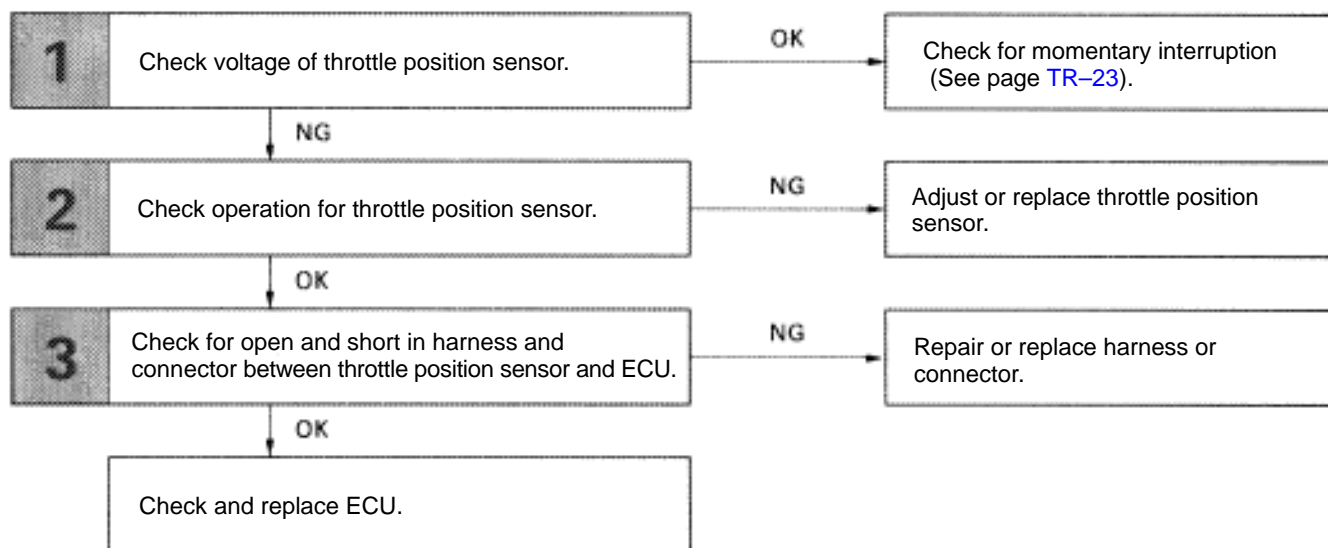 1
Check voltage of throttle position sensor.
OK
Check for momentary interruption
(See page TR–23).
NG
2
Check operation for throttle position sensor.
NG
Adjust or replace throttle position
sensor.
OK
3
Check for open and short in harness and
connector between throttle position sensor and ECU.
NG
Repair or replace harness or
connector.
OK
Check and replace ECU.